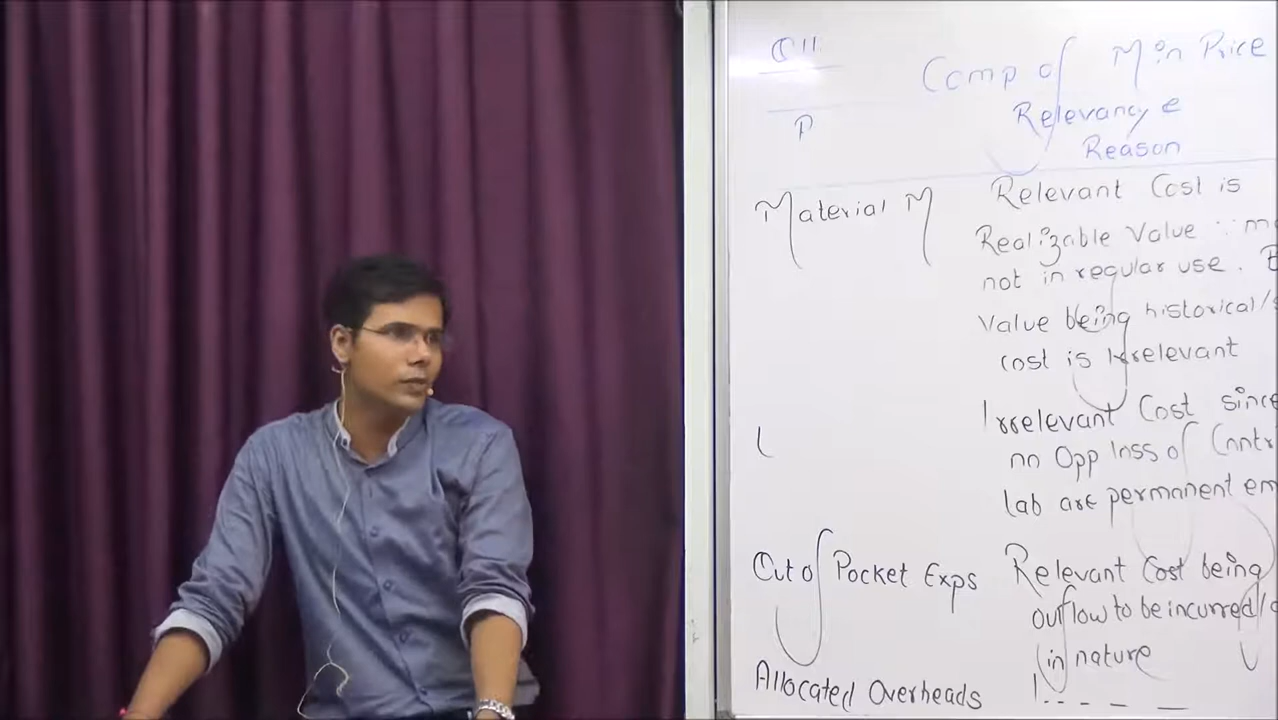 Q 11
Comp of Min Price
P
Relevancy &
Reason
Material M
Relevant Cost is
Realizable Value ∵ m
not in regular use. B
Value being historical/s
cost is Irrelevant
L
Irrelevant Cost since
no Opp loss of Contr
lab are permanent em
Out of Pocket Exps
Relevant Cost being
outflow to be incurred/
in nature
Allocated Overheads
I. - - - —